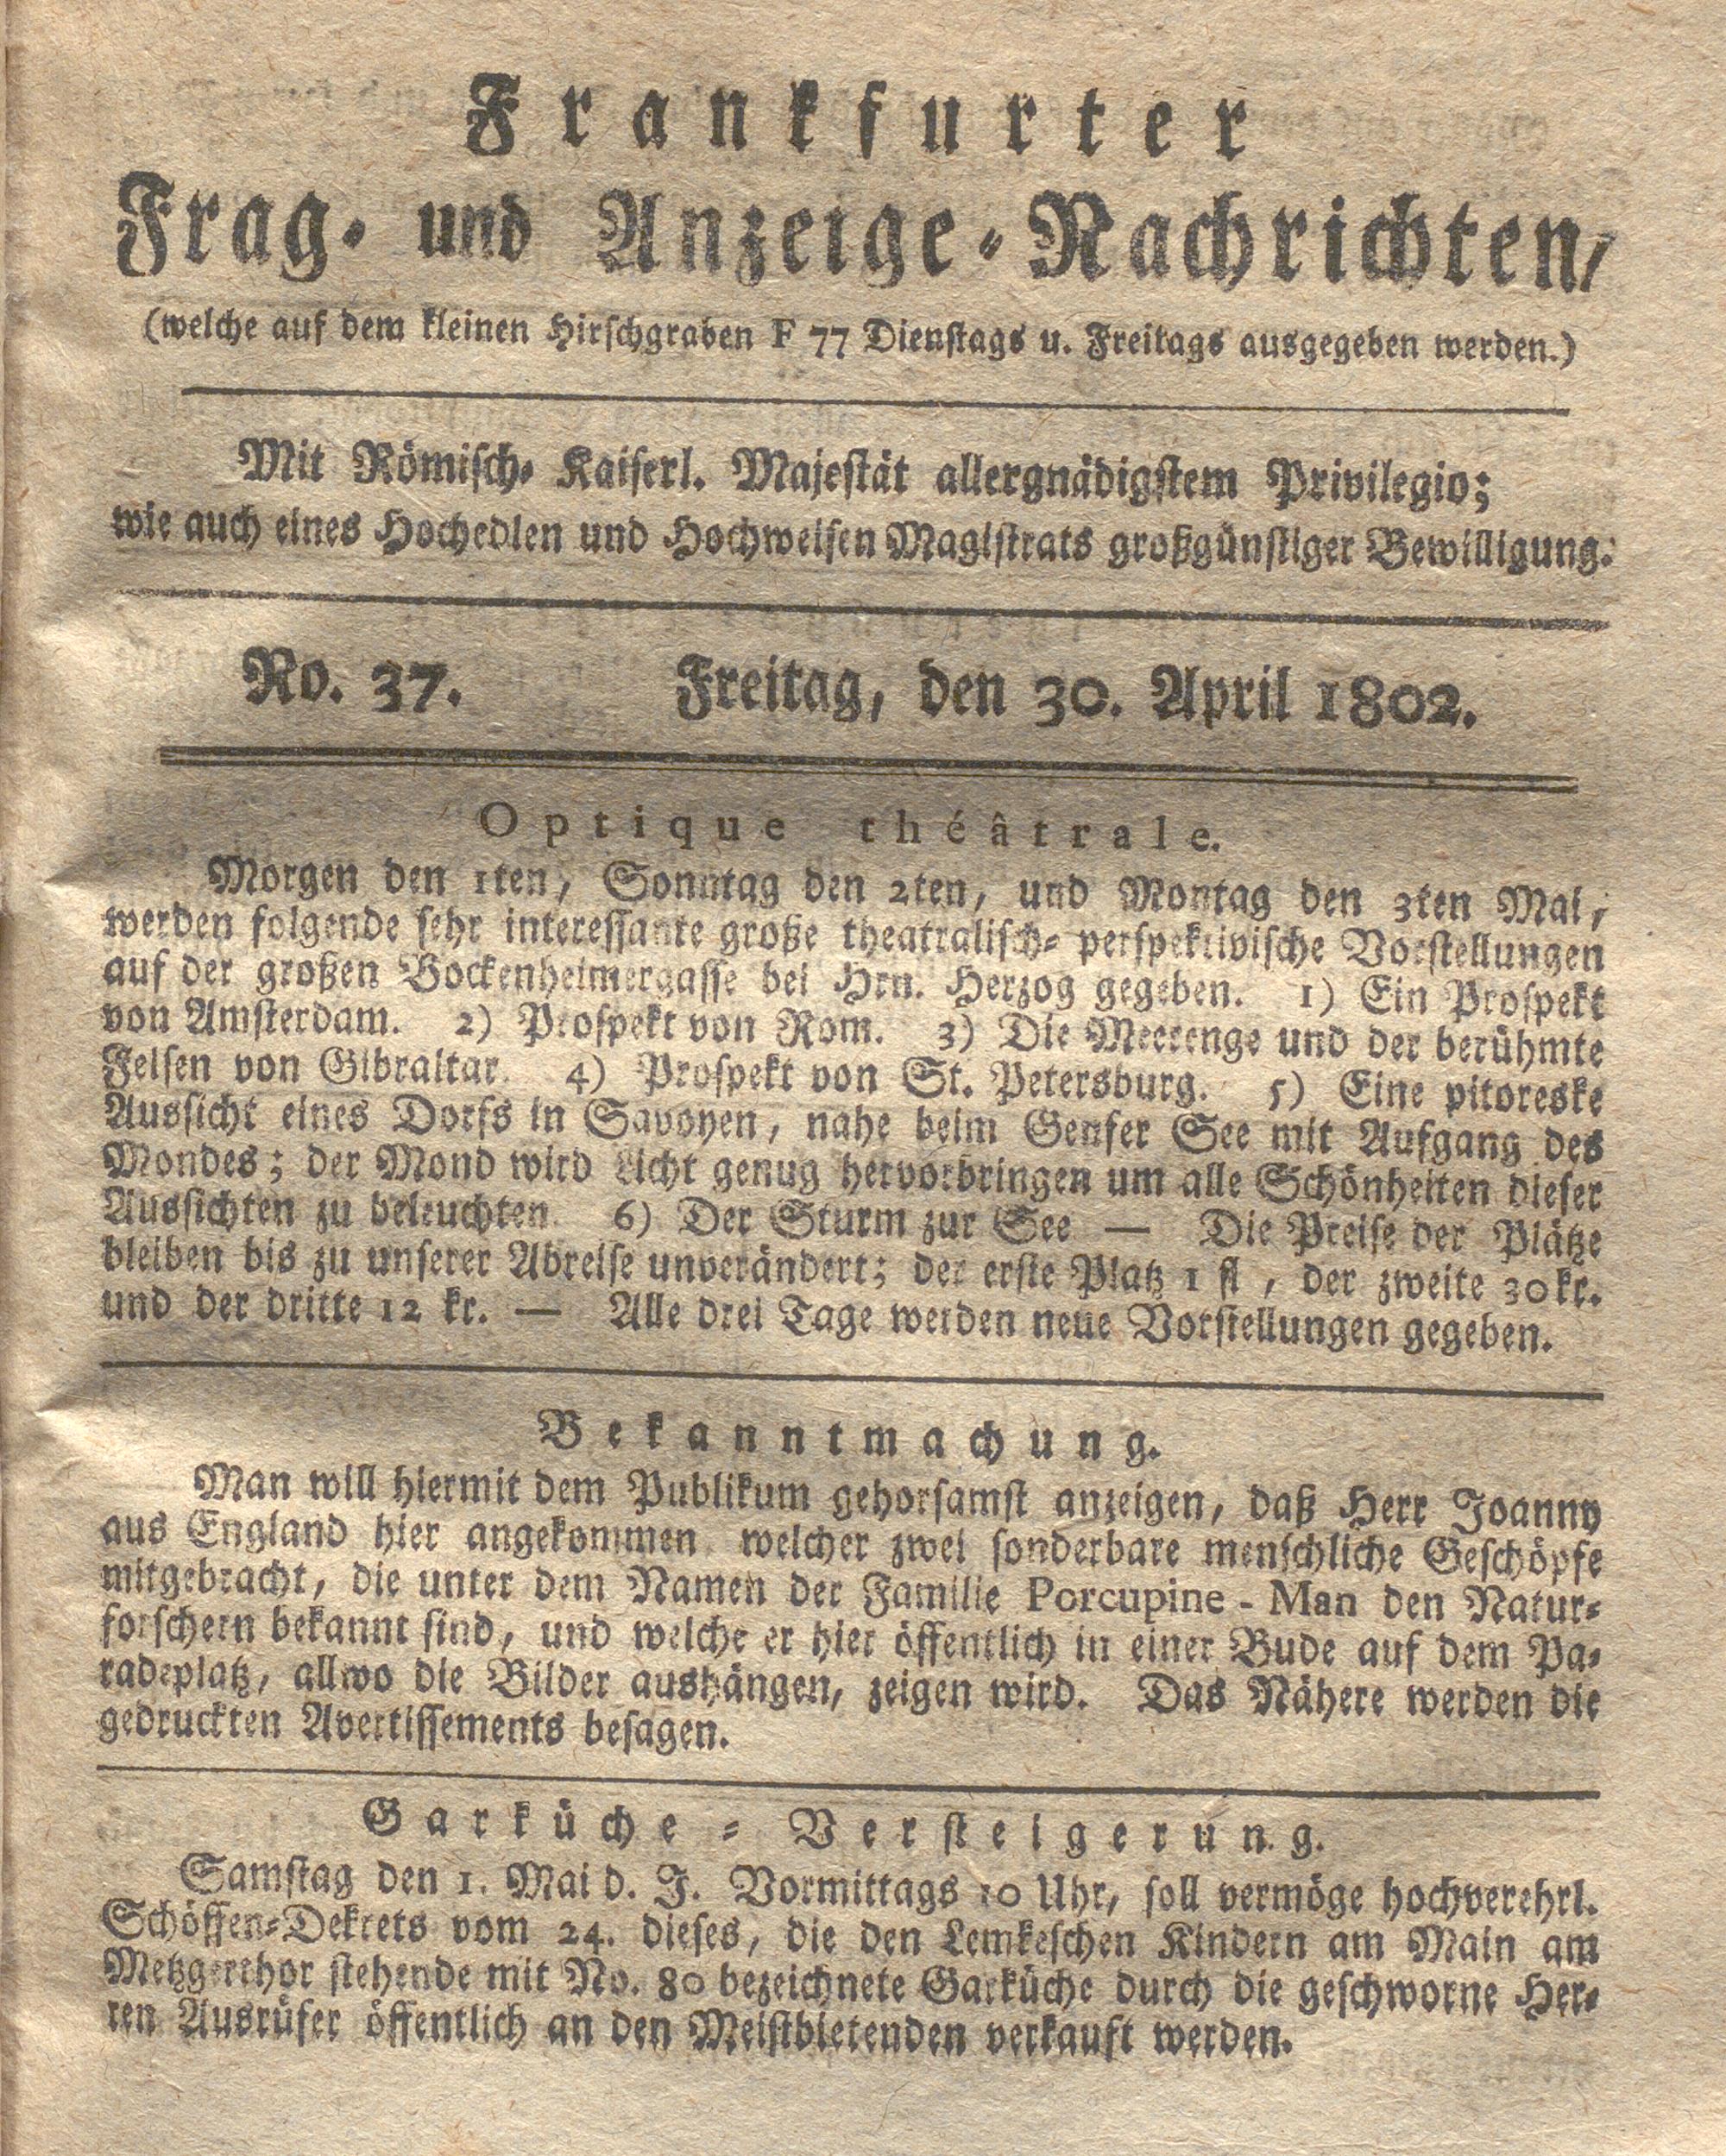 Frankfurter
Frag- und Anzeige-Nachrichten,
(welche auf dem kleinen Hirschgraben F 77 Dienstags u. Freitags ausgegeben werden.)
Mit Römisch- Kaiserl. Majestät allergnädigstem Privilegio;
wie auch eines Hochedlen und Hochweisen Magistrats großgünstiger Bewilligung.
No. 37. Freitag, den 30. April 1802.
Optique théâtrale.
Morgen den 1ten, Sonntag den 2ten, und Montag den 3ten Mai,
werden folgende sehr interessante große theatralisch- perspektivische Vorstellungen
auf der großen Bockenheimergasse bei Hrn. Herzog gegeben. 1) Ein Prospekt
von Amsterdam. 2) Prospekt von Rom. 3) Die Meerenge und der berühmte
Felsen von Gibraltar. 4) Prospekt von St. Petersburg. 5) Eine pitoreske
Aussicht eines Dorfs in Savoyen, nahe beim Genfer See mit Aufgang des
Mondes; der Mond wird Licht genug hervorbringen um alle Schönheiten dieser
Aussichten zu beleuchten. 6) Der Sturm zur See — Die Preise der Plätze
bleiben bis zu unserer Abreise unverändert; der erste Platz 1 fl, der zweite 30 kr.
und der dritte 12 kr. — Alle drei Tage werden neue Vorstellungen gegeben.
Bekanntmachung.
Man will hiermit dem Publikum gehorsamst anzeigen, daß Herr Joanny
aus England hier angekommen welcher zwei sonderbare menschliche Geschöpfe
mitgebracht, die unter dem Namen der Familie Porcupine - Man den Natur-
forschern bekannt sind, und welche er hier öffentlich in einer Bude auf dem Pa-
radeplatz, allwo die Bilder aushängen, zeigen wird. Das Nähere werden die
gedruckten Avertissements besagen.
Garküche - Versteigerung.
Samstag den 1. Mai d. J. Vormittags 10 Uhr, soll vermöge hochverehrl.
Schöffen-Dekrets vom 24. dieses, die den Lemkeschen Kindern am Main am
Metzgerthor stehende mit No. 80 bezeichnete Garküche durch die geschworne Her-
ren Ausrüfer öffentlich an den Meistbietenden verkauft werden.